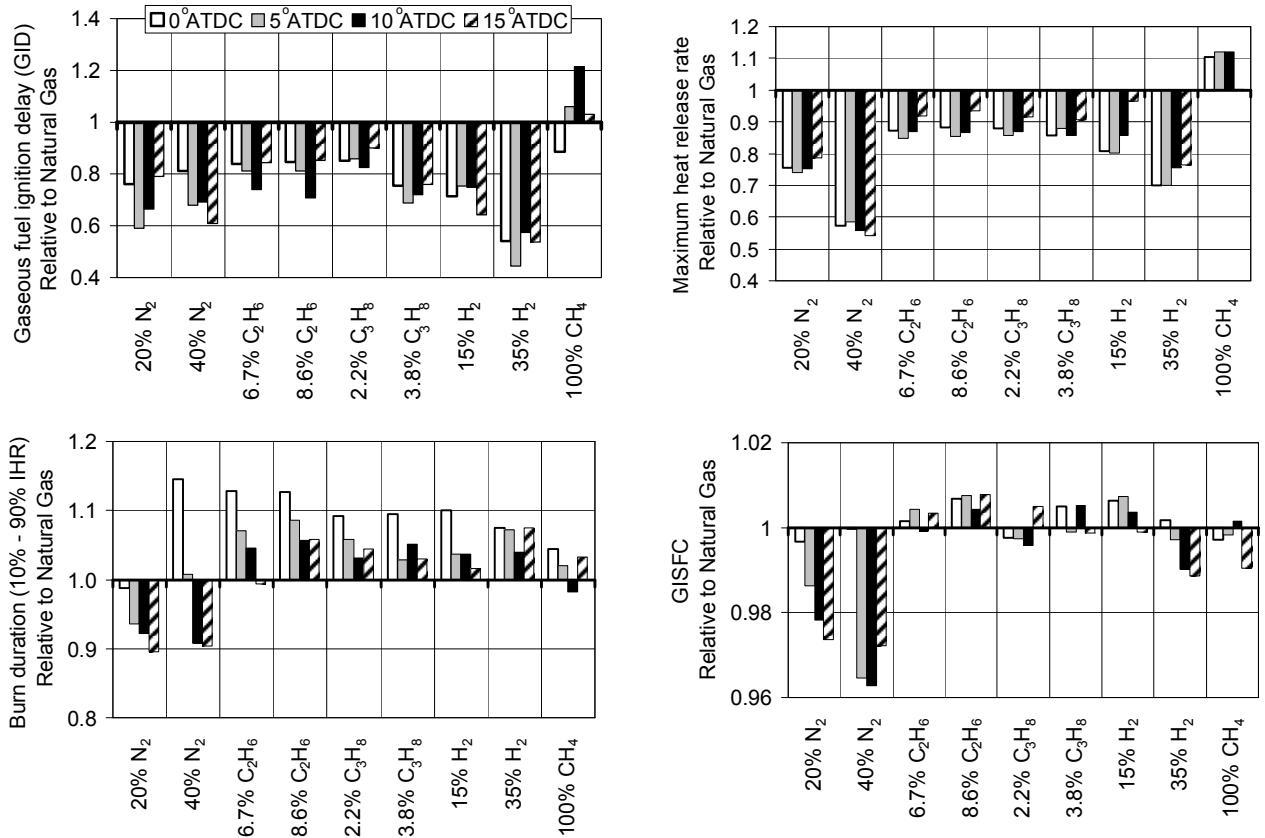 Gaseous fuel ignition delay (GID)
Relative to Natural Gas
1.4
1.2
1
0.8
0.6
0.4
0°ATDC 5°ATDC 10°ATDC 15°ATDC
20% N₂
40% N₂
6.7% C₂H₆
8.6% C₂H₆
2.2% C₃H₈
3.8% C₃H₈
15% H₂
35% H₂
100% CH₄
Maximum heat release rate
Relative to Natural Gas
1.2
1.1
1
0.9
0.8
0.7
0.6
0.5
0.4
20% N₂
40% N₂
6.7% C₂H₆
8.6% C₂H₆
2.2% C₃H₈
3.8% C₃H₈
15% H₂
35% H₂
100% CH₄
Burn duration (10% - 90% IHR)
Relative to Natural Gas
1.2
1.1
1.0
0.9
0.8
20% N₂
40% N₂
6.7% C₂H₆
8.6% C₂H₆
2.2% C₃H₈
3.8% C₃H₈
15% H₂
35% H₂
100% CH₄
GISFC
Relative to Natural Gas
1.02
1
0.98
0.96
20% N₂
40% N₂
6.7% C₂H₆
8.6% C₂H₆
2.2% C₃H₈
3.8% C₃H₈
15% H₂
35% H₂
100% CH₄